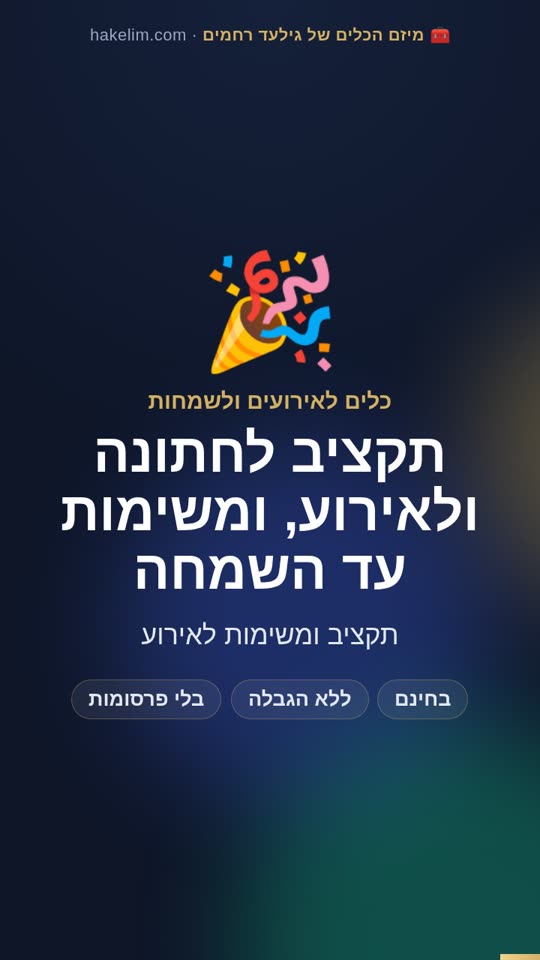 🧰 מיזם הכלים של גילעד רחמים · hakelim.com
כלים לאירועים ולשמחות
תקציב לחתונה
ולאירוע, ומשימות
עד השמחה
תקציב ומשימות לאירוע
בחינם
ללא הגבלה
בלי פרסומות